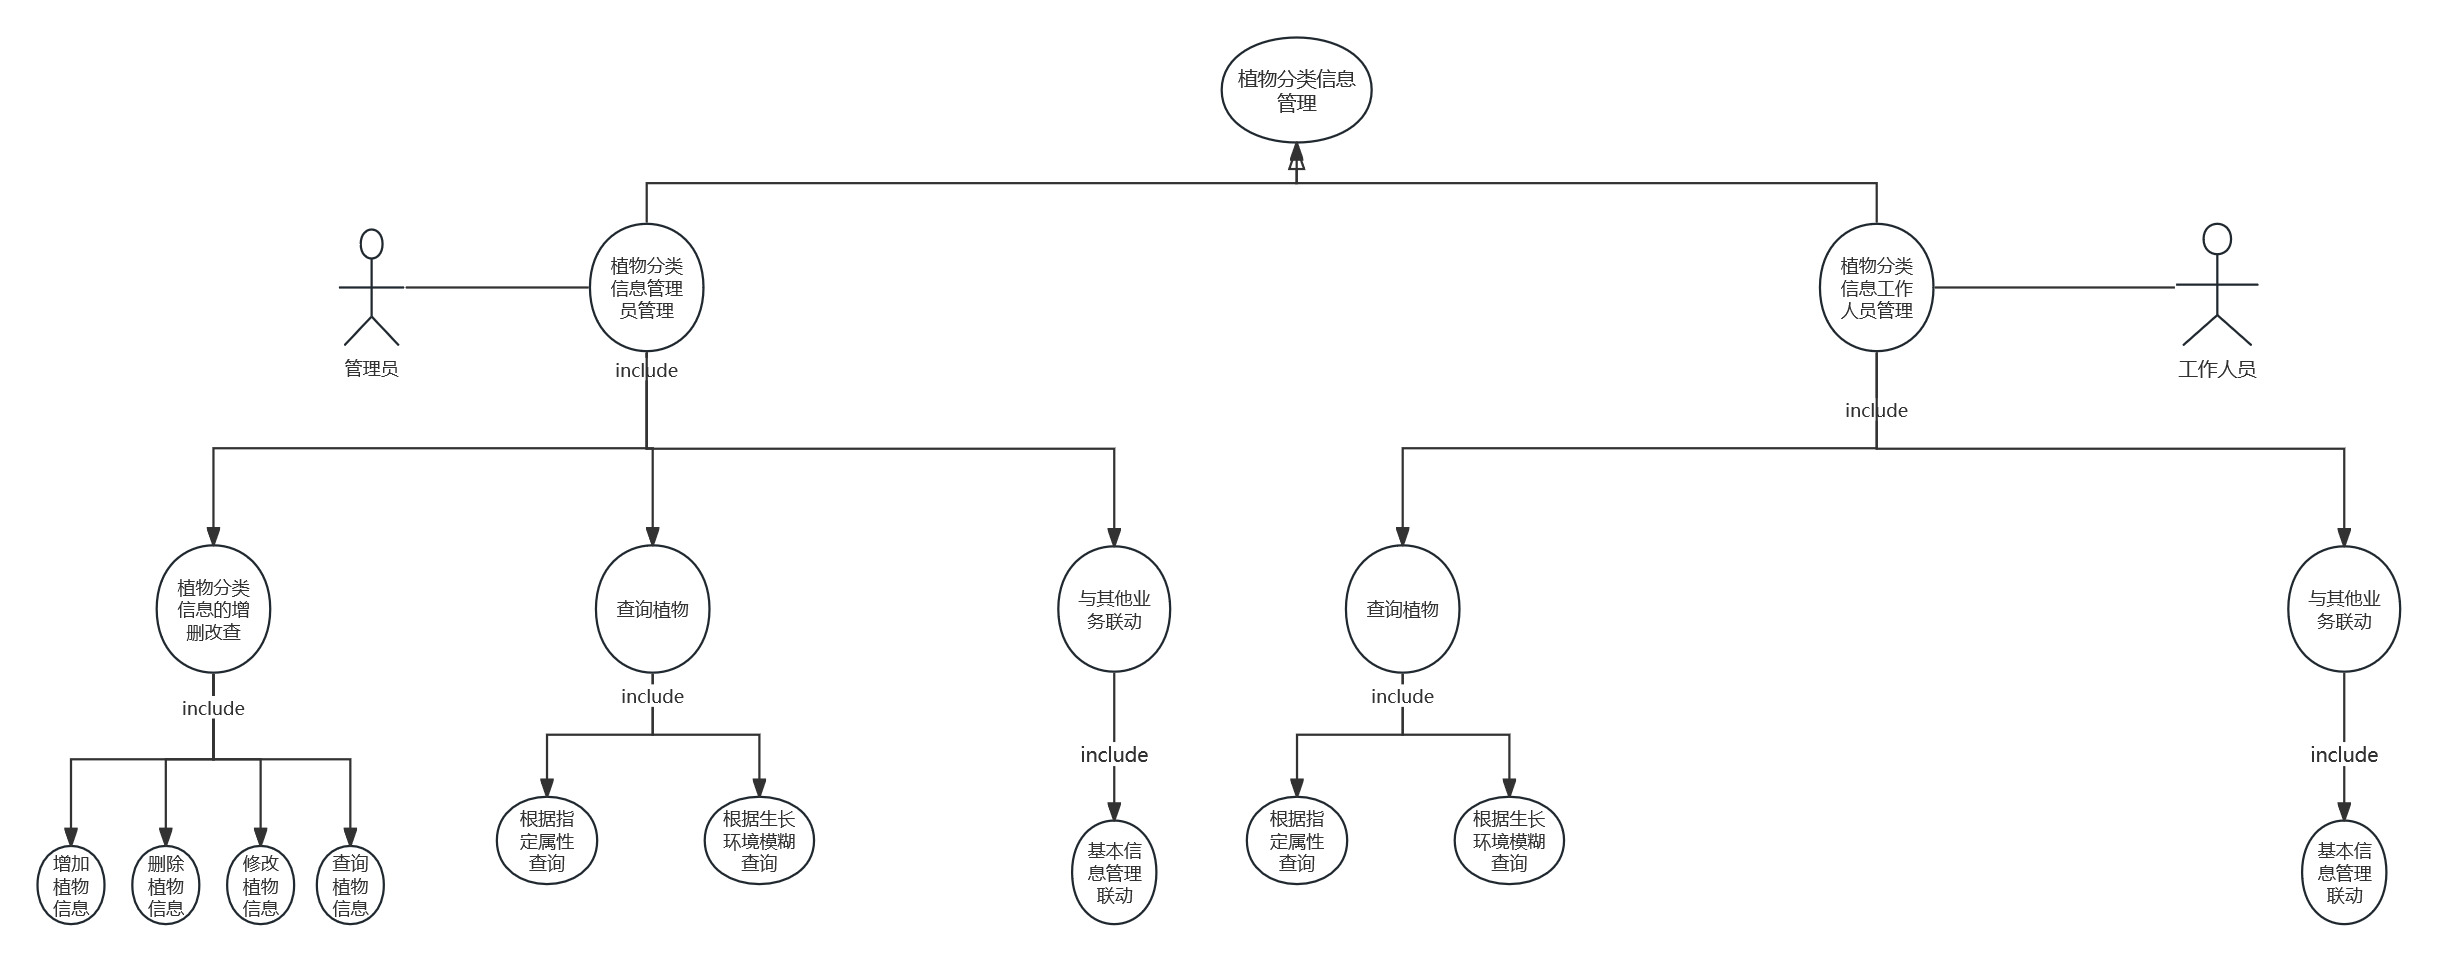 植物分类信息
管理
植物分类
信息管理
员管理
植物分类
信息工作
人员管理
管理员
工作人员
include
include
植物分类
信息的增
删改查
查询植物
与其他业
务联动
查询植物
与其他业
务联动
include
include
include
include
include
增加
植物
信息
删除
植物
信息
修改
植物
信息
查询
植物
信息
根据指
定属性
查询
根据生长
环境模糊
查询
基本信
息管理
联动
根据指
定属性
查询
根据生长
环境模糊
查询
基本信
息管理
联动